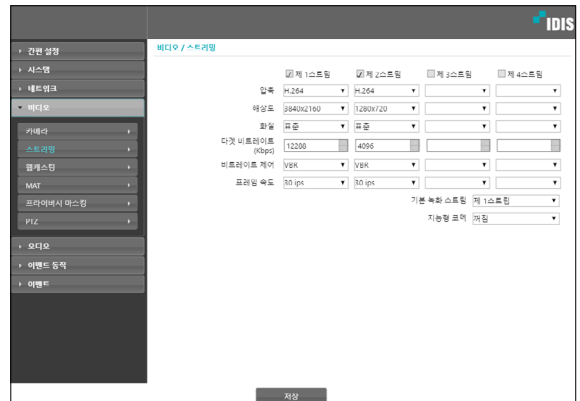 IDIS
간편 설정
시스템
네트워크
비디오
카메라
스트리밍
웹캐스팅
MAT
프라이버시 마스킹
PTZ
오디오
이벤트 동작
이벤트
비디오 / 스트리밍
제 1스트림 제 2스트림 제 3스트림 제 4스트림
압축 H.264 H.264
해상도 3840x2160 1280x720
화질 표준 표준
다겟 비트레이트
(Kbps) 12288 4096
비트레이트 제어 VBR VBR
프레임 속도 30 ips 30 ips
기본 녹화 스트림 제 1스트림
지능형 코덱 꺼짐
저장